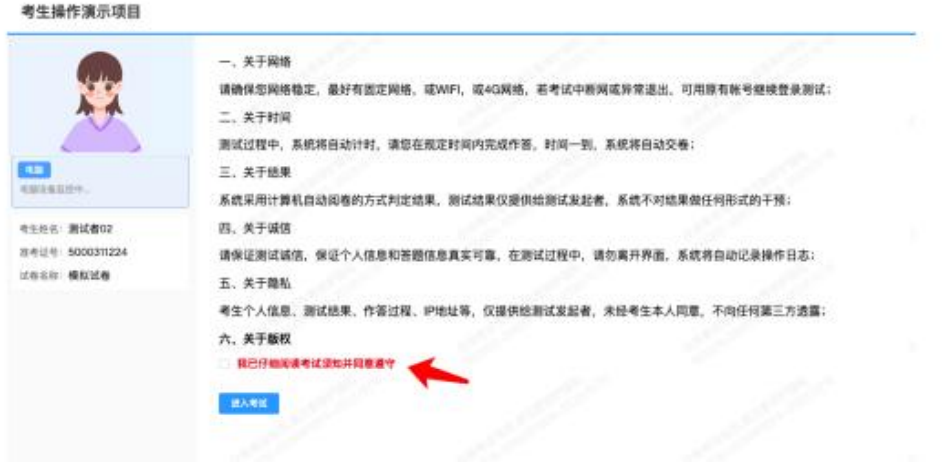 考生操作演示项目
电脑
电脑设备监控中...
考生姓名: 测试者02
准考证号: 5000311224
试卷名称: 模拟试卷
一、关于网络
请确保您网络稳定，最好有固定网络，或WIFI，或4G网络，若考试中断网或异常退出，可用原有帐号继续登录测试；
二、关于时间
测试过程中，系统将自动计时，请您在规定时间内完成作答，时间一到，系统将自动交卷；
三、关于结果
系统采用计算机自动阅卷的方式判定结果，测试结果仅提供给测试发起者，系统不对结果做任何形式的干预；
四、关于诚信
请保证测试诚信，保证个人信息和答题信息真实可靠，在测试过程中，请勿离开界面，系统将自动记录操作日志；
五、关于隐私
考生个人信息、测试结果、作答过程、IP地址等，仅提供给测试发起者，未经考生本人同意，不向任何第三方透露；
六、关于版权
我已仔细阅读考试须知并同意遵守
进入考试